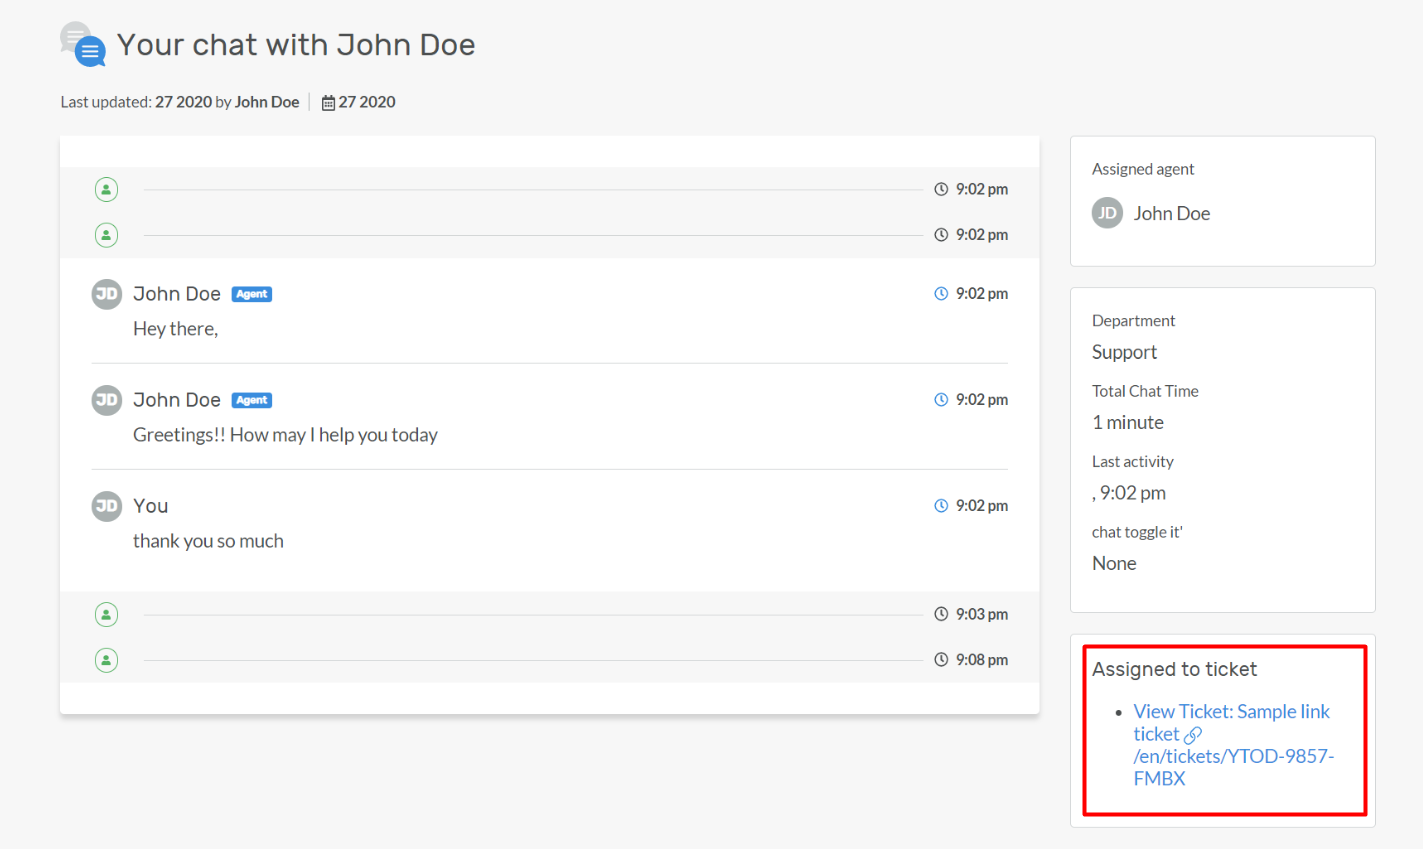 Your chat with John Doe
Last updated: 27 2020 by John Doe 27 2020
9:02 pm
9:02 pm
JD John Doe Agent 9:02 pm
Hey there,
JD John Doe Agent 9:02 pm
Greetings!! How may I help you today
JD You 9:02 pm
thank you so much
9:03 pm
9:08 pm
Assigned agent
JD John Doe
Department
Support
Total Chat Time
1 minute
Last activity
, 9:02 pm
chat toggle it'
None
Assigned to ticket
View Ticket: Sample link
ticket
/en/tickets/YTOD-9857-
FMBX